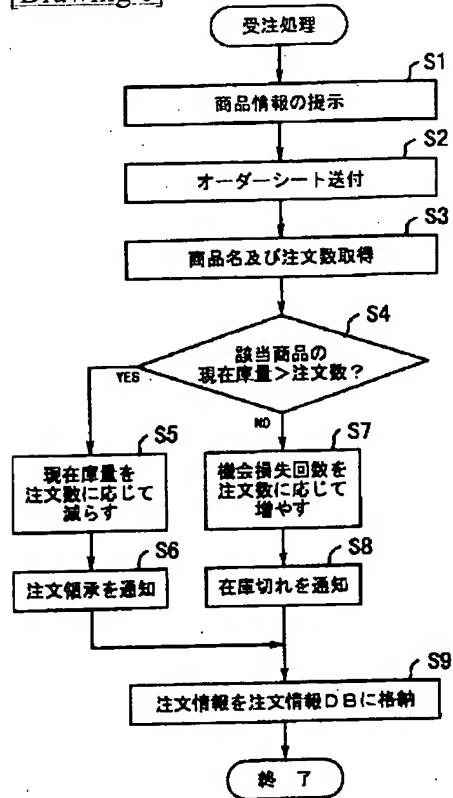 受注処理
S1
商品情報の提示
S2
オーダーシート送付
S3
商品名及び注文数取得
S4
該当商品の
現在庫量＞注文数？
YES
NO
S5
現在庫量を
注文数に応じて
減らす
S7
機会損失回数を
注文数に応じて
増やす
S6
注文領承を通知
S8
在庫切れを通知
S9
注文情報を注文情報DBに格納
終 了